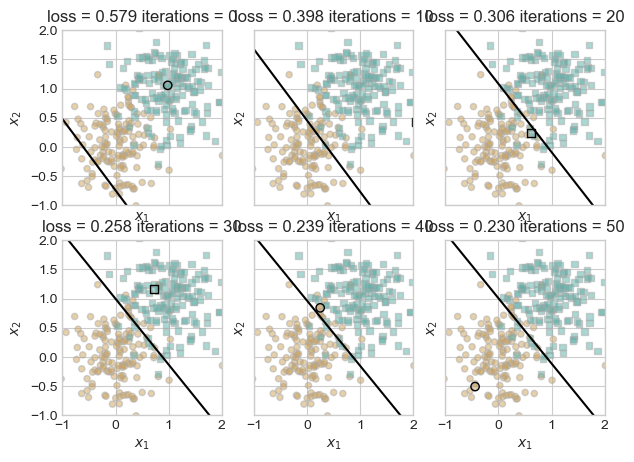 loss = 0.579 iterations = 0
loss = 0.398 iterations = 10
loss = 0.306 iterations = 20
2.0
1.5
1.0
0.5
0.0
−0.5
−1.0
x₂
x₂
x₂
x₁
x₁
x₁
loss = 0.258 iterations = 30
loss = 0.239 iterations = 40
loss = 0.230 iterations = 50
2.0
1.5
1.0
0.5
0.0
−0.5
−1.0
x₂
x₂
x₂
−1 0 1 2
−1 0 1 2
−1 0 1 2
x₁
x₁
x₁